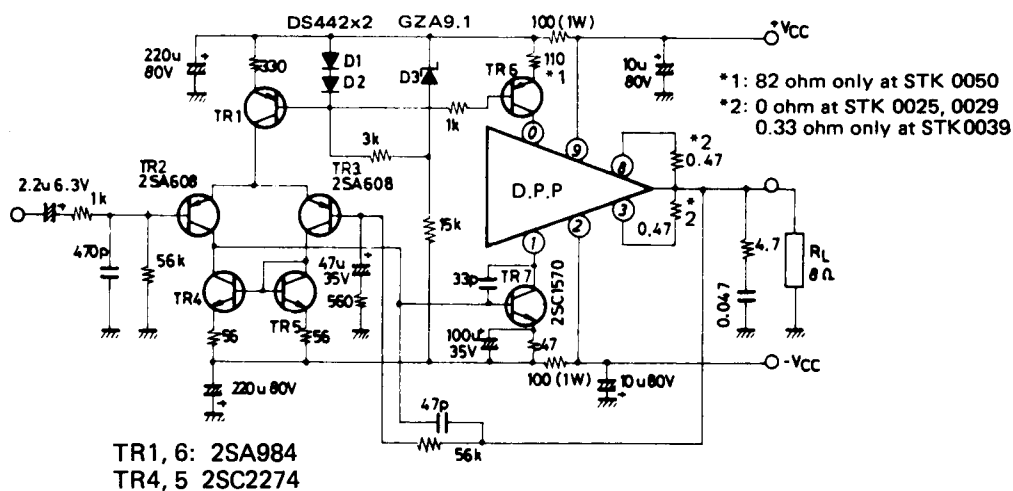 DS442x2 GZA9.1 100 (1W) +VCC
220u
80V
330
D1
D2
D3
TR6
110
*1
10u
80V
*1: 82 ohm only at STK 0050
*2: 0 ohm at STK 0025, 0029
0.33 ohm only at STK0039
TR1
1k
0
9
8
*2
0.47
3k
TR2
2SA608
TR3
2SA608
D.P.P
2.2u 6.3V
1k
15k
1
2
3
0.47
*
2
4.7
RL
8Ω
470p
56k
47u
35V
560
33p
TR7
2SC1570
TR4
TR5
0.047
56
56
100u
35V
47
220u 80V
100 (1W)
10u 80V
-VCC
47p
56k
TR1, 6: 2SA984
TR4, 5 2SC2274